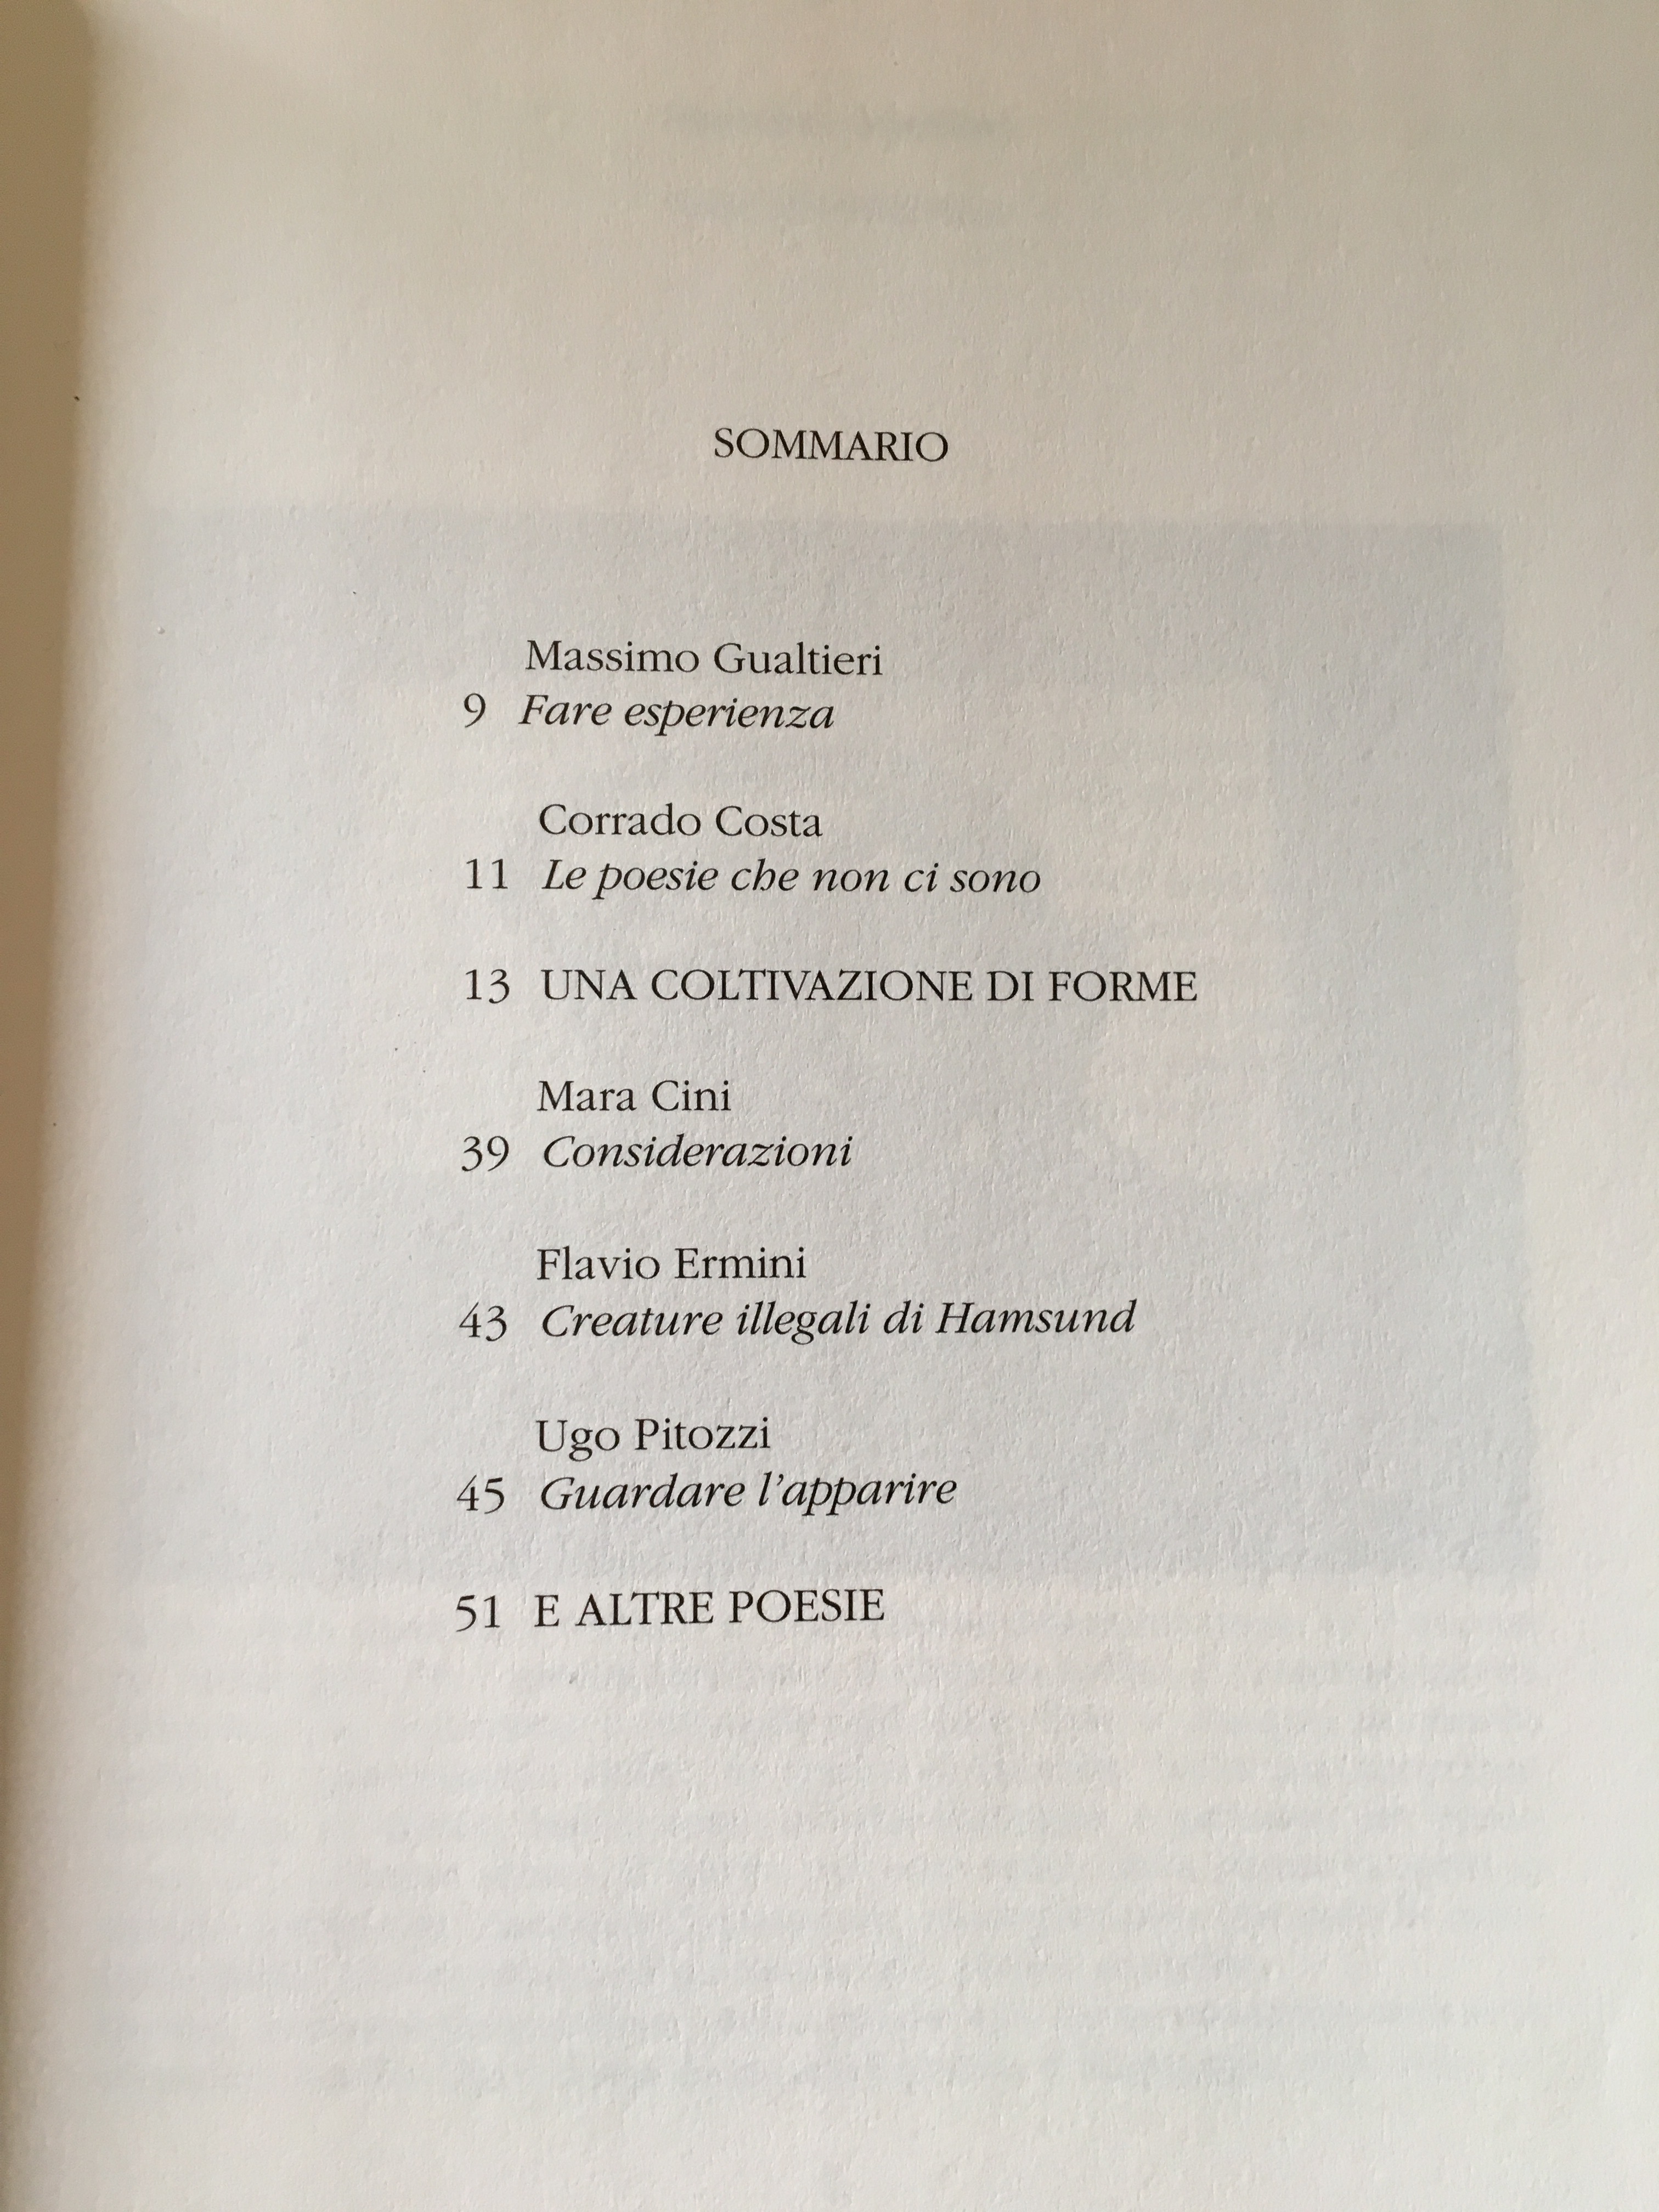 SOMMARIO
Massimo Gualtieri
9 Fare esperienza
Corrado Costa
11 Le poesie che non ci sono
13 UNA COLTIVAZIONE DI FORME
Mara Cini
39 Considerazioni
Flavio Ermini
43 Creature illegali di Hamsund
Ugo Pitozzi
45 Guardare l'apparire
51 E ALTRE POESIE